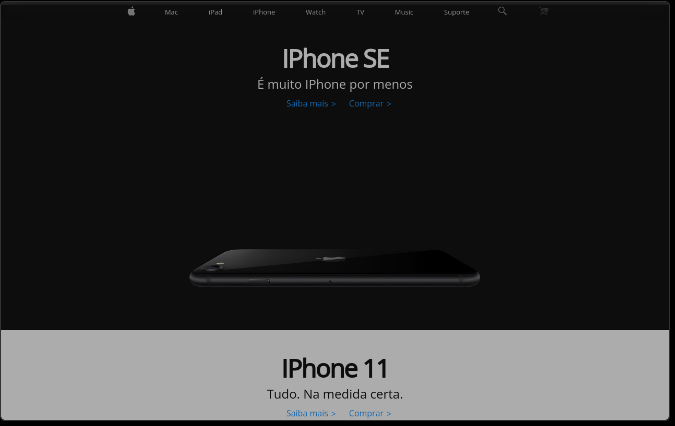 Mac iPad iPhone Watch TV Music Suporte
IPhone SE
É muito IPhone por menos
Saiba mais > Comprar >
IPhone 11
Tudo. Na medida certa.
Saiba mais > Comprar >